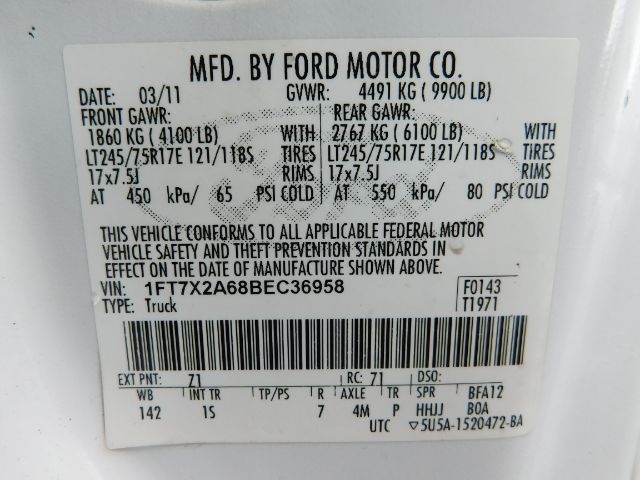 MFD. BY FORD MOTOR CO.
DATE: 03/11 GVWR: 4491 KG ( 9900 LB)
FRONT GAWR: REAR GAWR:
1860 KG ( 4100 LB) WITH 2767 KG ( 6100 LB) WITH
LT245/75R17E 121/118S TIRES LT245/75R17E 121/118S TIRES
17x7.5J RIMS 17x7.5J RIMS
AT 450 kPa/ 65 PSI COLD AT 550 kPa/ 80 PSI COLD
THIS VEHICLE CONFORMS TO ALL APPLICABLE FEDERAL MOTOR
VEHICLE SAFETY AND THEFT PREVENTION STANDARDS IN
EFFECT ON THE DATE OF MANUFACTURE SHOWN ABOVE.
VIN: 1FT7X2A68BEC36958 F0143
TYPE: Truck T1971
EXT PNT: Z1 RC: 71 DSO:
WB INT TR TP/PS R AXLE TR SPR BFA12
142 1S 7 4M P HHJJ BOA
UTC ▽5U5A-1520472-BA